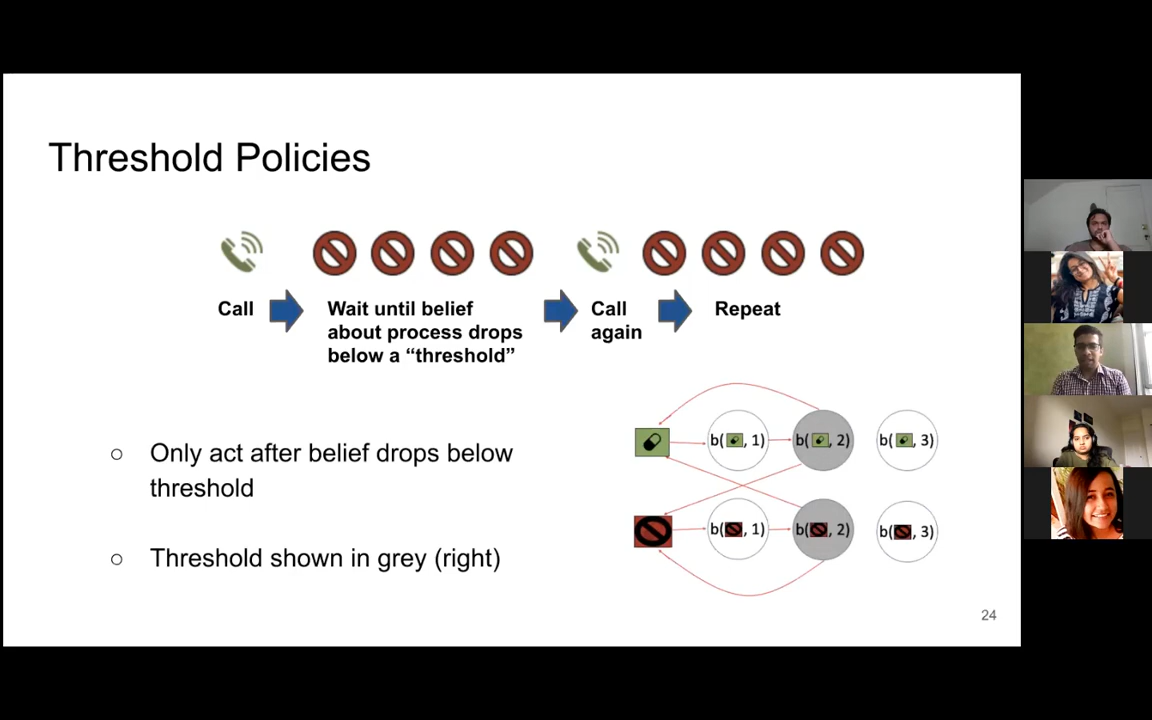 Threshold Policies
Call
Wait until belief
about process drops
below a "threshold"
Call
again
Repeat
○ Only act after belief drops below
threshold
○ Threshold shown in grey (right)
b( , 1)
b( , 2)
b( , 3)
b( , 1)
b( , 2)
b( , 3)
24